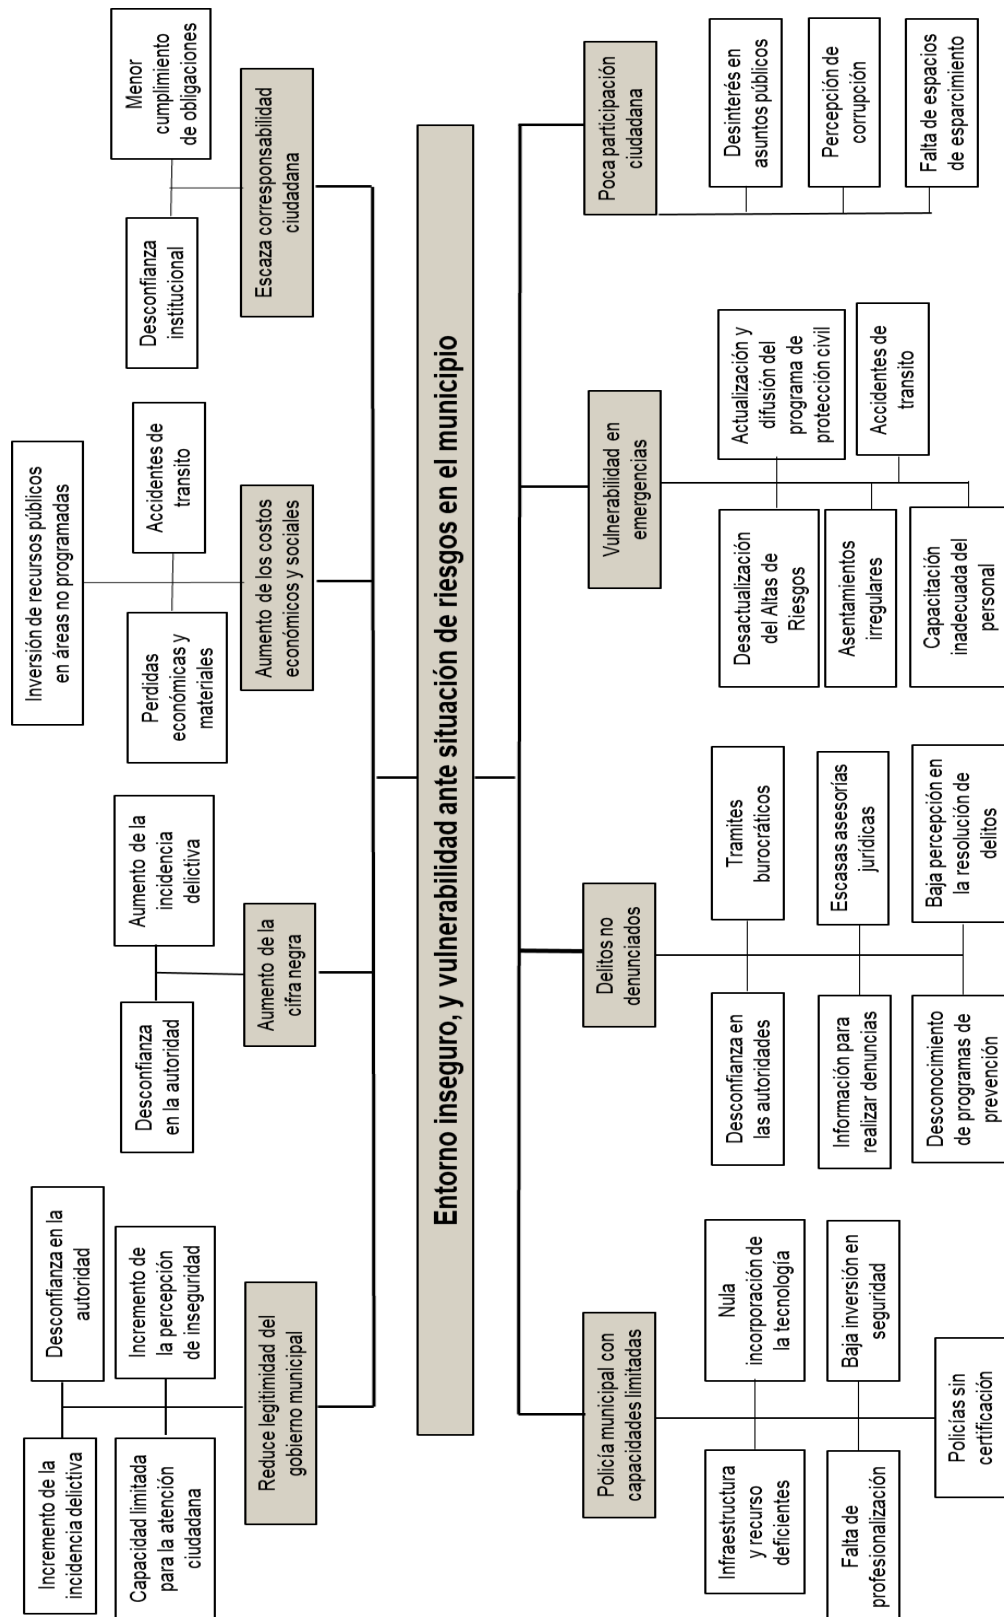 Incremento de la
incidencia delictiva
Desconfianza en la
autoridad
Capacidad limitada
para la atención
ciudadana
Incremento de
la percepción
de inseguridad
Reduce legitimidad del
gobierno municipal
Desconfianza
en la autoridad
Aumento de la
incidencia
delictiva
Aumento de la
cifra negra
Inversión de recursos públicos
en áreas no programadas
Perdidas
económicas y
materiales
Accidentes de
transito
Aumento de los costos
económicos y sociales
Desconfianza
institucional
Menor
cumplimiento
de obligaciones
Escaza corresponsabilidad
ciudadana
Entorno inseguro, y vulnerabilidad ante situación de riesgos en el municipio
Policía municipal con
capacidades limitadas
Infraestructura
y recurso
deficientes
Nula
incorporación de
la tecnología
Falta de
profesionalización
Baja inversión en
seguridad
Policías sin
certificación
Delitos no
denunciados
Desconfianza en
las autoridades
Tramites
burocráticos
Información para
realizar denuncias
Escasas asesorías
jurídicas
Desconocimiento
de programas de
prevención
Baja percepción en
la resolución de
delitos
Vulnerabilidad en
emergencias
Desactualización
del Altas de
Riesgos
Actualización y
difusión del
programa de
protección civil
Asentamientos
irregulares
Accidentes de
transito
Capacitación
inadecuada del
personal
Poca participación
ciudadana
Desinterés en
asuntos públicos
Percepción de
corrupción
Falta de espacios
de esparcimiento